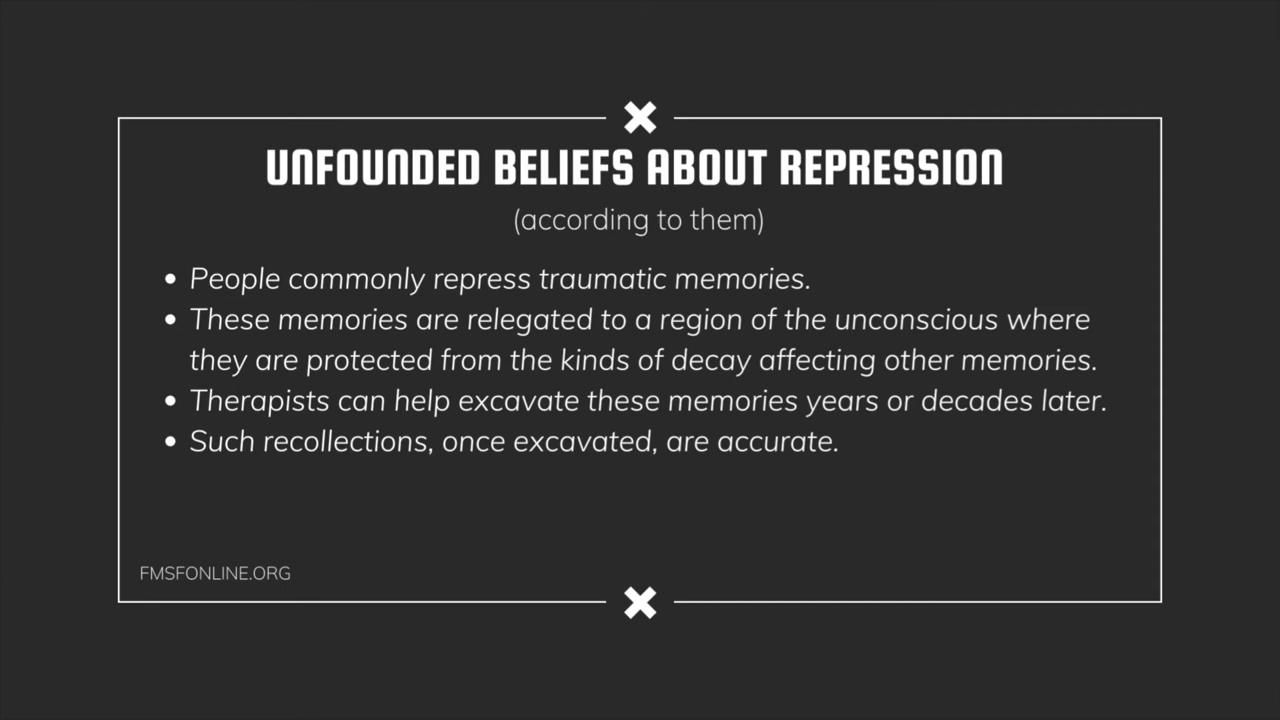 UNFOUNDED BELIEFS ABOUT REPRESSION
(according to them)
• People commonly repress traumatic memories.
• These memories are relegated to a region of the unconscious where
they are protected from the kinds of decay affecting other memories.
• Therapists can help excavate these memories years or decades later.
• Such recollections, once excavated, are accurate.
FMSFONLINE.ORG